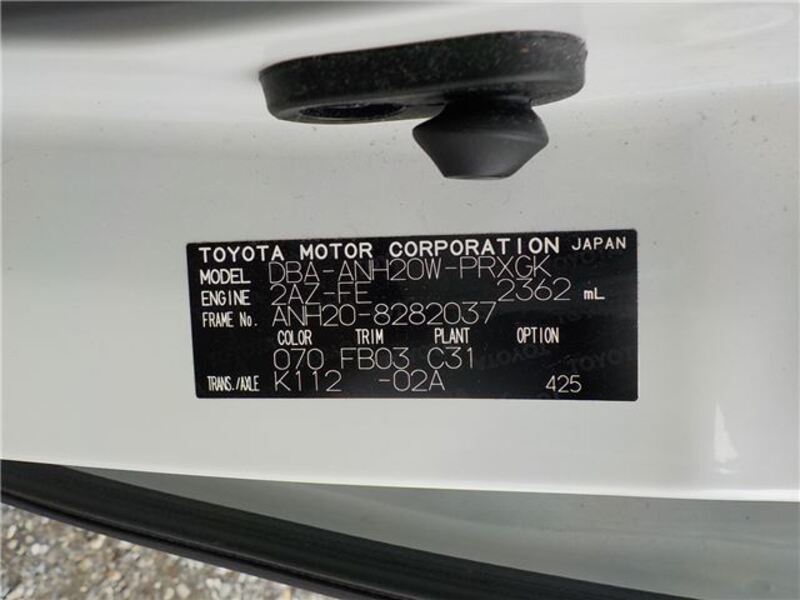 TOYOTA MOTOR CORPORATION JAPAN
MODEL DBA-ANH20W-PRXGK
ENGINE 2AZ-FE 2362 mL
FRAME No. ANH20-8282037
COLOR TRIM PLANT OPTION
070 FB03 C31
TRANS./AXLE K112 -02A 425